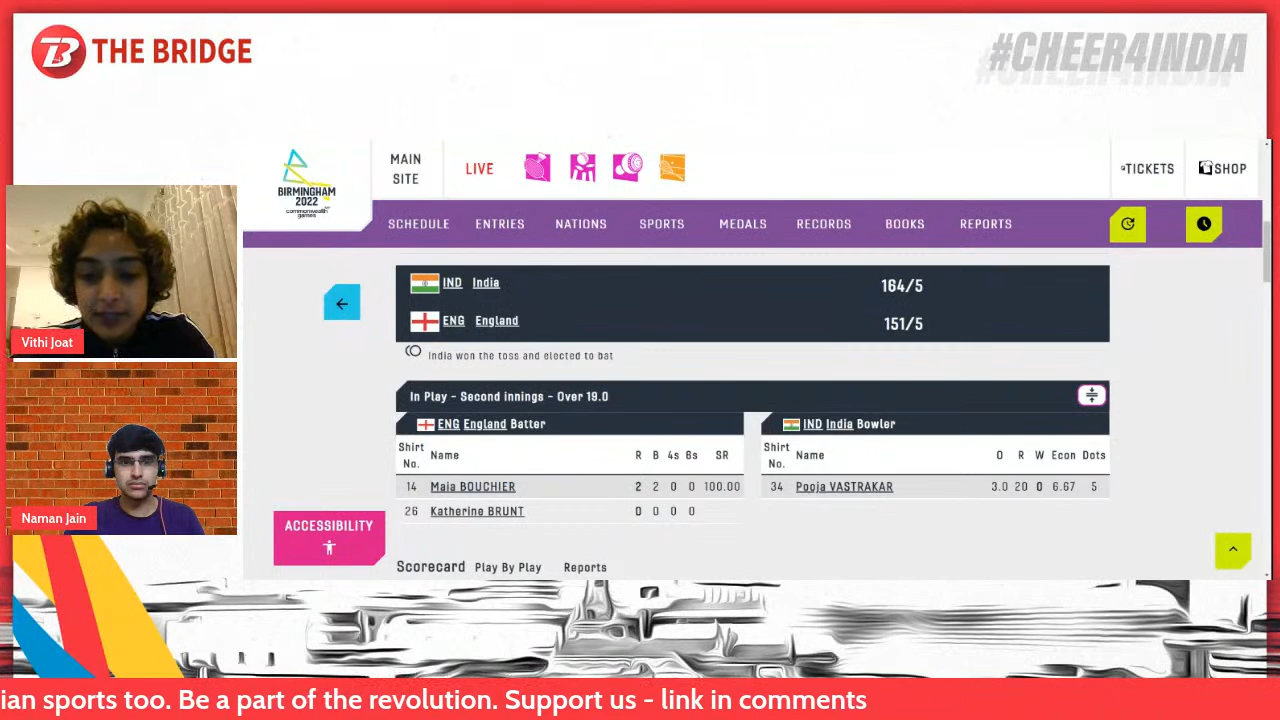 THE BRIDGE
#CHEER4INDIA
BIRMINGHAM
2022
commonwealth
games
MAIN
SITE
LIVE
TICKETS
SHOP
SCHEDULE ENTRIES NATIONS SPORTS MEDALS RECORDS BOOKS REPORTS
IND India 164/5
ENG England 151/5
India won the toss and elected to bat
In Play - Second innings - Over 19.0
ENG England Batter
Shirt No. Name R B 4s 6s SR
14 Maia BOUCHIER 2 2 0 0 100.00
26 Katherine BRUNT 0 0 0 0
IND India Bowler
Shirt No. Name O R W Econ Dots
34 Pooja VASTRAKAR 3.0 20 0 6.67 5
Scorecard Play By Play Reports
ACCESSIBILITY
Vithi Joat
Naman Jain
ian sports too. Be a part of the revolution. Support us - link in comments